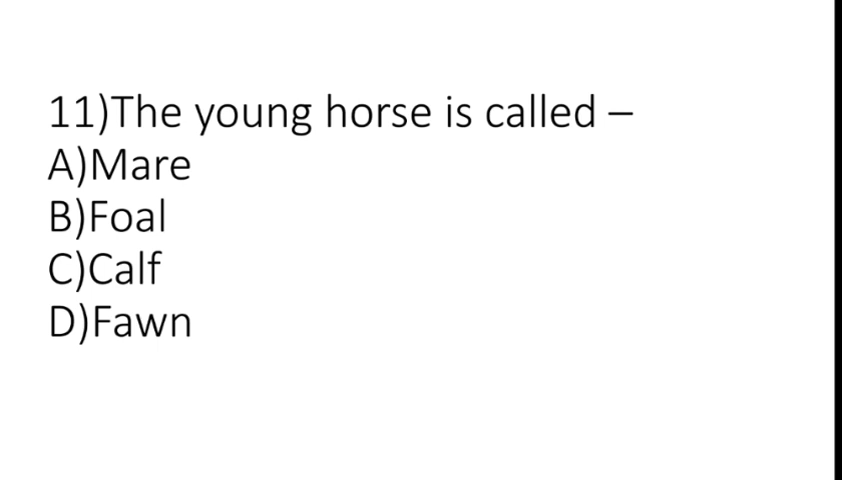 11)The young horse is called –
A)Mare
B)Foal
C)Calf
D)Fawn